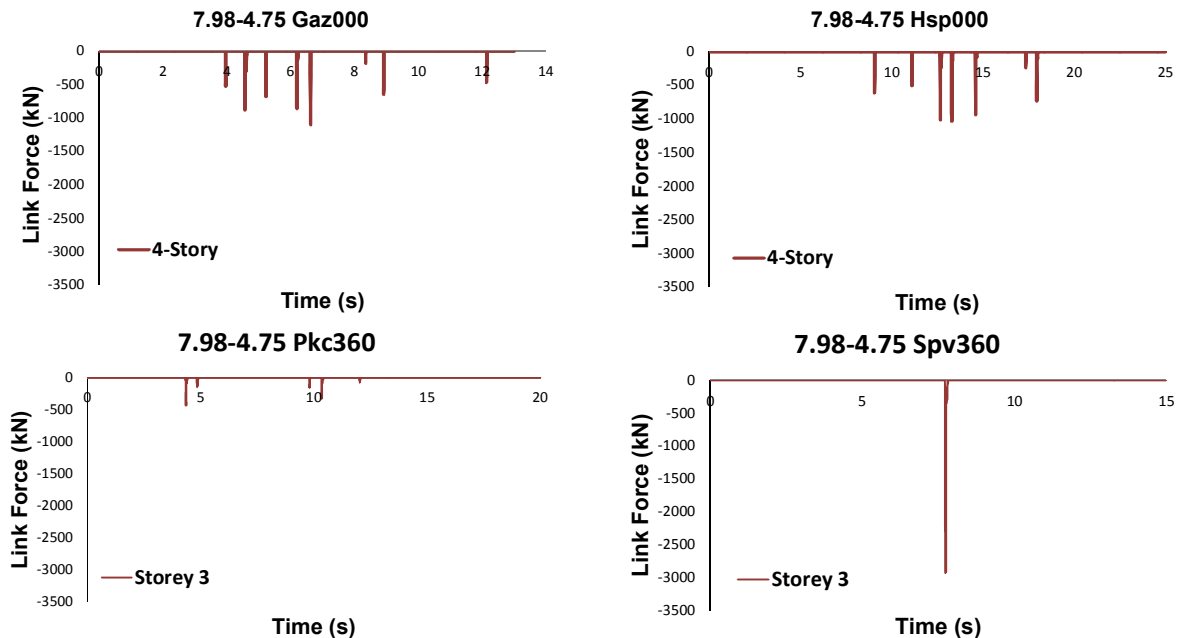 7.98-4.75 Gaz000
0
-500
-1000
-1500
-2000
-2500
-3000
-3500
0 2 4 6 8 10 12 14
Link Force (kN)
4-Story
Time (s)
7.98-4.75 Hsp000
0
-500
-1000
-1500
-2000
-2500
-3000
-3500
0 5 10 15 20 25
Link Force (kN)
4-Story
Time (s)
7.98-4.75 Pkc360
0
-500
-1000
-1500
-2000
-2500
-3000
-3500
0 5 10 15 20
Link Force (kN)
Storey 3
Time (s)
7.98-4.75 Spv360
0
-500
-1000
-1500
-2000
-2500
-3000
-3500
0 5 10 15
Link Force (kN)
Storey 3
Time (s)